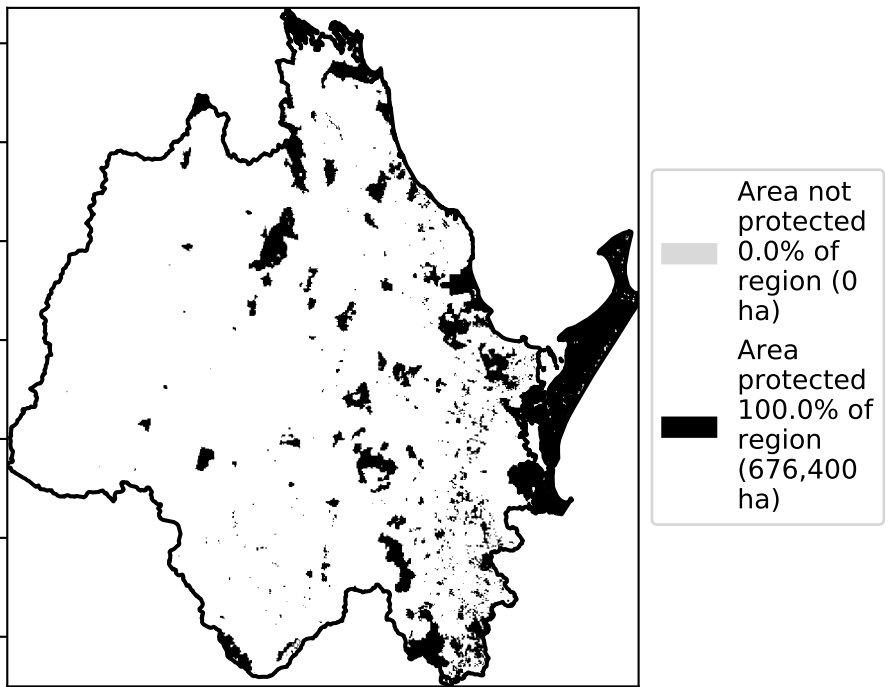 Area not
protected
0.0% of
region (0
ha)
Area
protected
100.0% of
region
(676,400
ha)